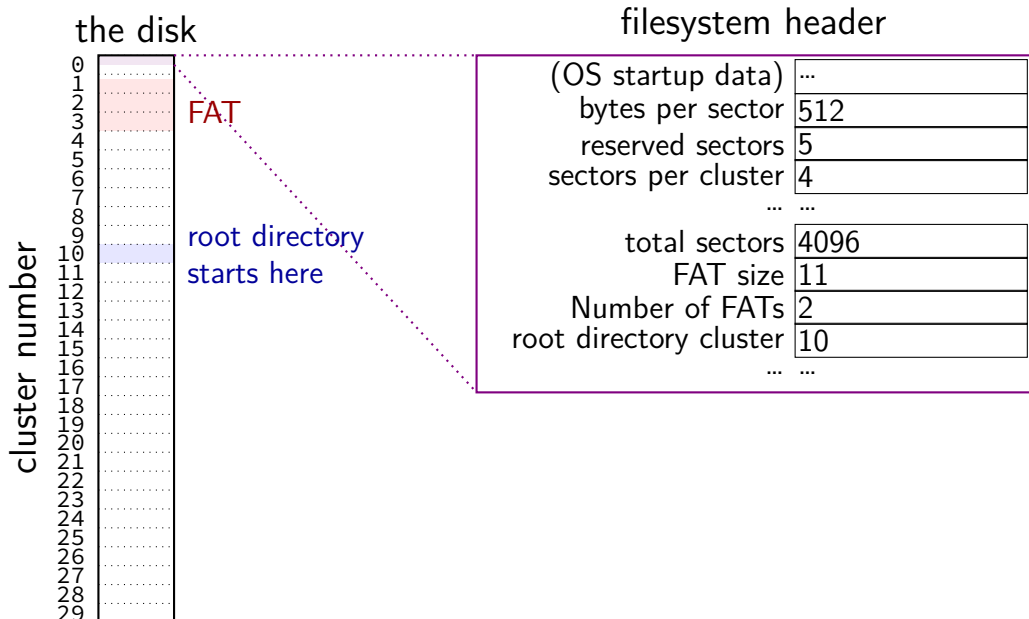 the disk
0
1
2
3
4
5
6
7
8
9
10
11
12
13
14
15
16
17
18
19
20
21
22
23
24
25
26
27
28
29
cluster number
FAT
root directory
starts here
filesystem header
(OS startup data) ...
bytes per sector 512
reserved sectors 5
sectors per cluster 4
... ...
total sectors 4096
FAT size 11
Number of FATs 2
root directory cluster 10
... ...